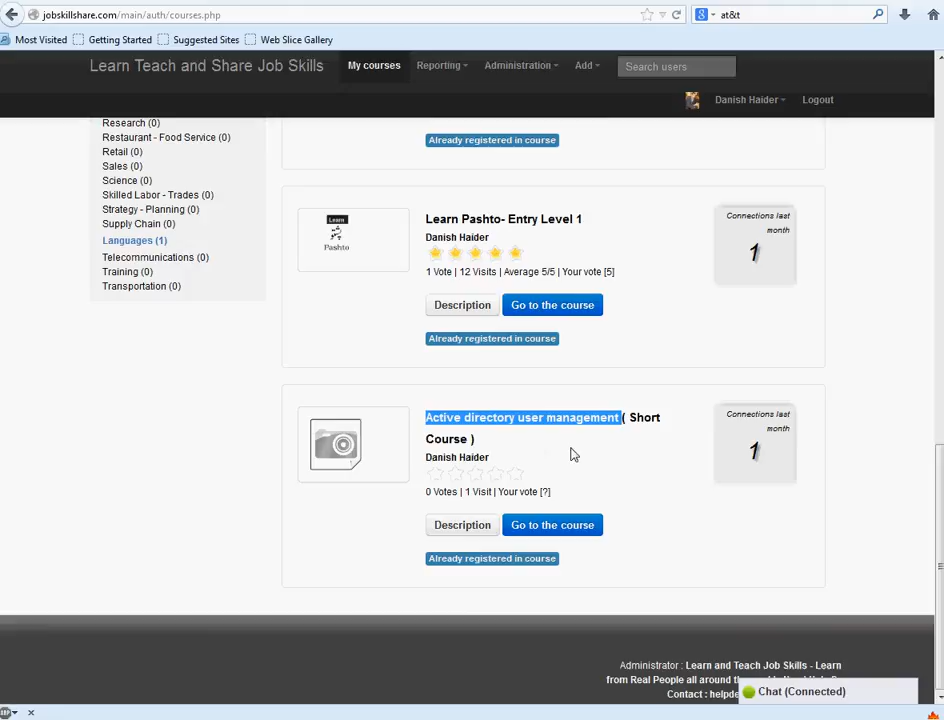 jobskillshare.com/main/auth/courses.php
at&t
Most Visited
Getting Started
Suggested Sites
Web Slice Gallery
Learn Teach and Share Job Skills
My courses
Reporting
Administration
Add
Search users
Danish Haider
Logout
Research (0)
Restaurant - Food Service (0)
Retail (0)
Sales (0)
Science (0)
Skilled Labor - Trades (0)
Strategy - Planning (0)
Supply Chain (0)
Languages (1)
Telecommunications (0)
Training (0)
Transportation (0)
Already registered in course
Learn
پښتو
Pashto
Learn Pashto- Entry Level 1
Danish Haider
1 Vote | 12 Visits | Average 5/5 | Your vote [5]
Description
Go to the course
Already registered in course
Connections last
month
1
Active directory user management ( Short
Course )
Danish Haider
0 Votes | 1 Visit | Your vote [?]
Description
Go to the course
Already registered in course
Connections last
month
1
Administrator : Learn and Teach Job Skills - Learn
from Real People all around
Contact :
Chat (Connected)